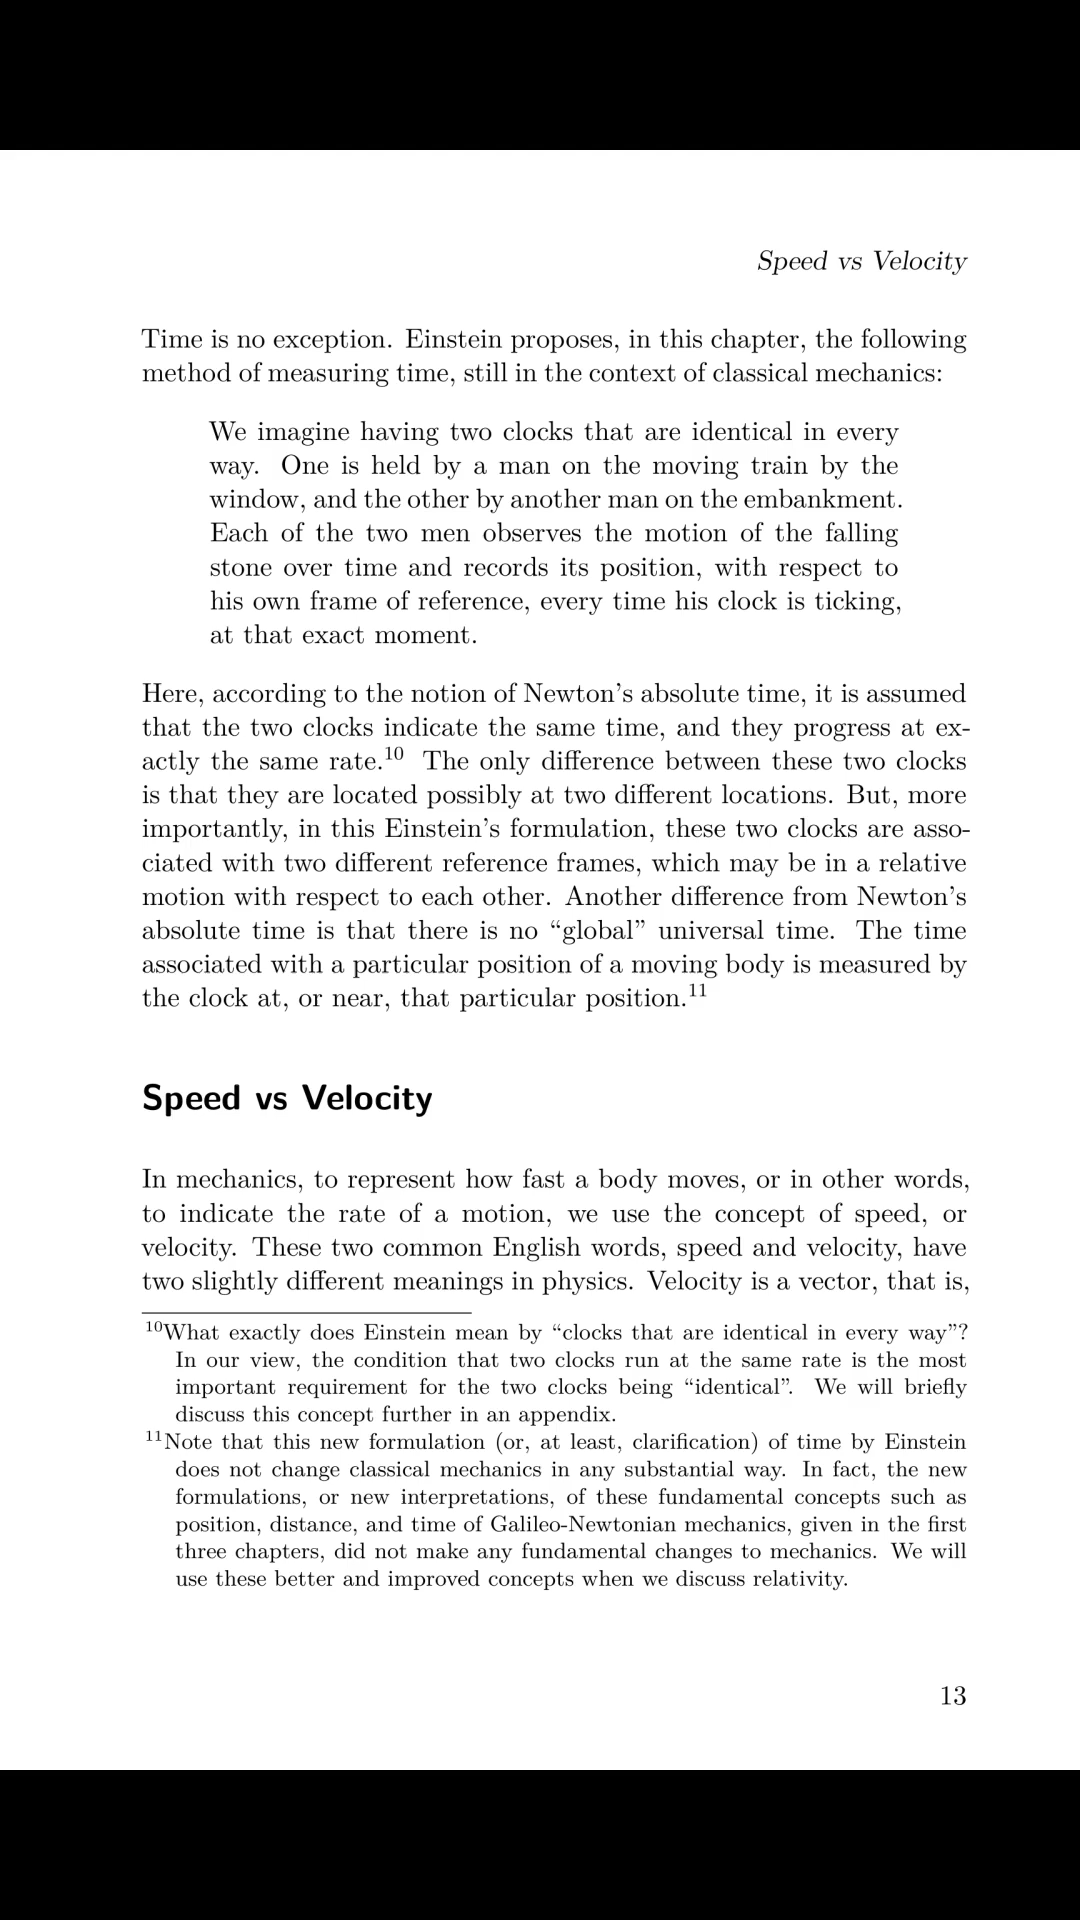 Speed vs Velocity
Time is no exception. Einstein proposes, in this chapter, the following
method of measuring time, still in the context of classical mechanics:
We imagine having two clocks that are identical in every
way. One is held by a man on the moving train by the
window, and the other by another man on the embankment.
Each of the two men observes the motion of the falling
stone over time and records its position, with respect to
his own frame of reference, every time his clock is ticking,
at that exact moment.
Here, according to the notion of Newton’s absolute time, it is assumed
that the two clocks indicate the same time, and they progress at ex-
actly the same rate.¹⁰ The only difference between these two clocks
is that they are located possibly at two different locations. But, more
importantly, in this Einstein’s formulation, these two clocks are asso-
ciated with two different reference frames, which may be in a relative
motion with respect to each other. Another difference from Newton’s
absolute time is that there is no “global” universal time. The time
associated with a particular position of a moving body is measured by
the clock at, or near, that particular position.¹¹
Speed vs Velocity
In mechanics, to represent how fast a body moves, or in other words,
to indicate the rate of a motion, we use the concept of speed, or
velocity. These two common English words, speed and velocity, have
two slightly different meanings in physics. Velocity is a vector, that is,
¹⁰What exactly does Einstein mean by “clocks that are identical in every way”?
In our view, the condition that two clocks run at the same rate is the most
important requirement for the two clocks being “identical”. We will briefly
discuss this concept further in an appendix.
¹¹Note that this new formulation (or, at least, clarification) of time by Einstein
does not change classical mechanics in any substantial way. In fact, the new
formulations, or new interpretations, of these fundamental concepts such as
position, distance, and time of Galileo-Newtonian mechanics, given in the first
three chapters, did not make any fundamental changes to mechanics. We will
use these better and improved concepts when we discuss relativity.
13